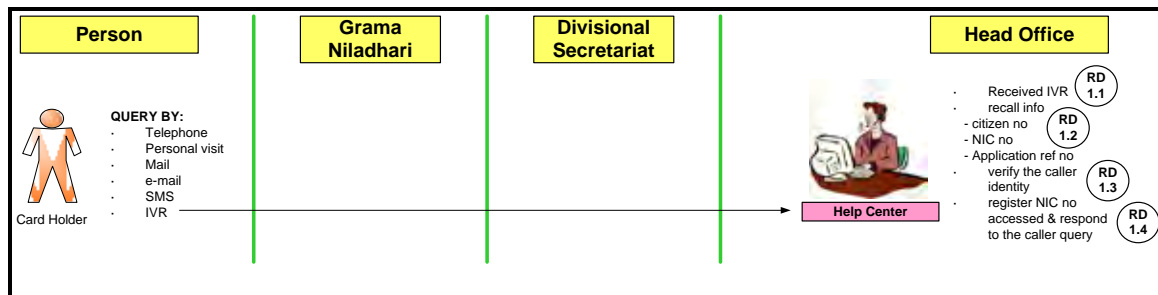 Person
Grama
Niladhari
Divisional
Secretariat
Head Office
QUERY BY:
· Telephone
· Personal visit
· Mail
· e-mail
· SMS
· IVR
Card Holder
Help Center
· Received IVR
· recall info
- citizen no
- NIC no
- Application ref no
· verify the caller
identity
· register NIC no
accessed & respond
to the caller query
RD
1.1
RD
1.2
RD
1.3
RD
1.4